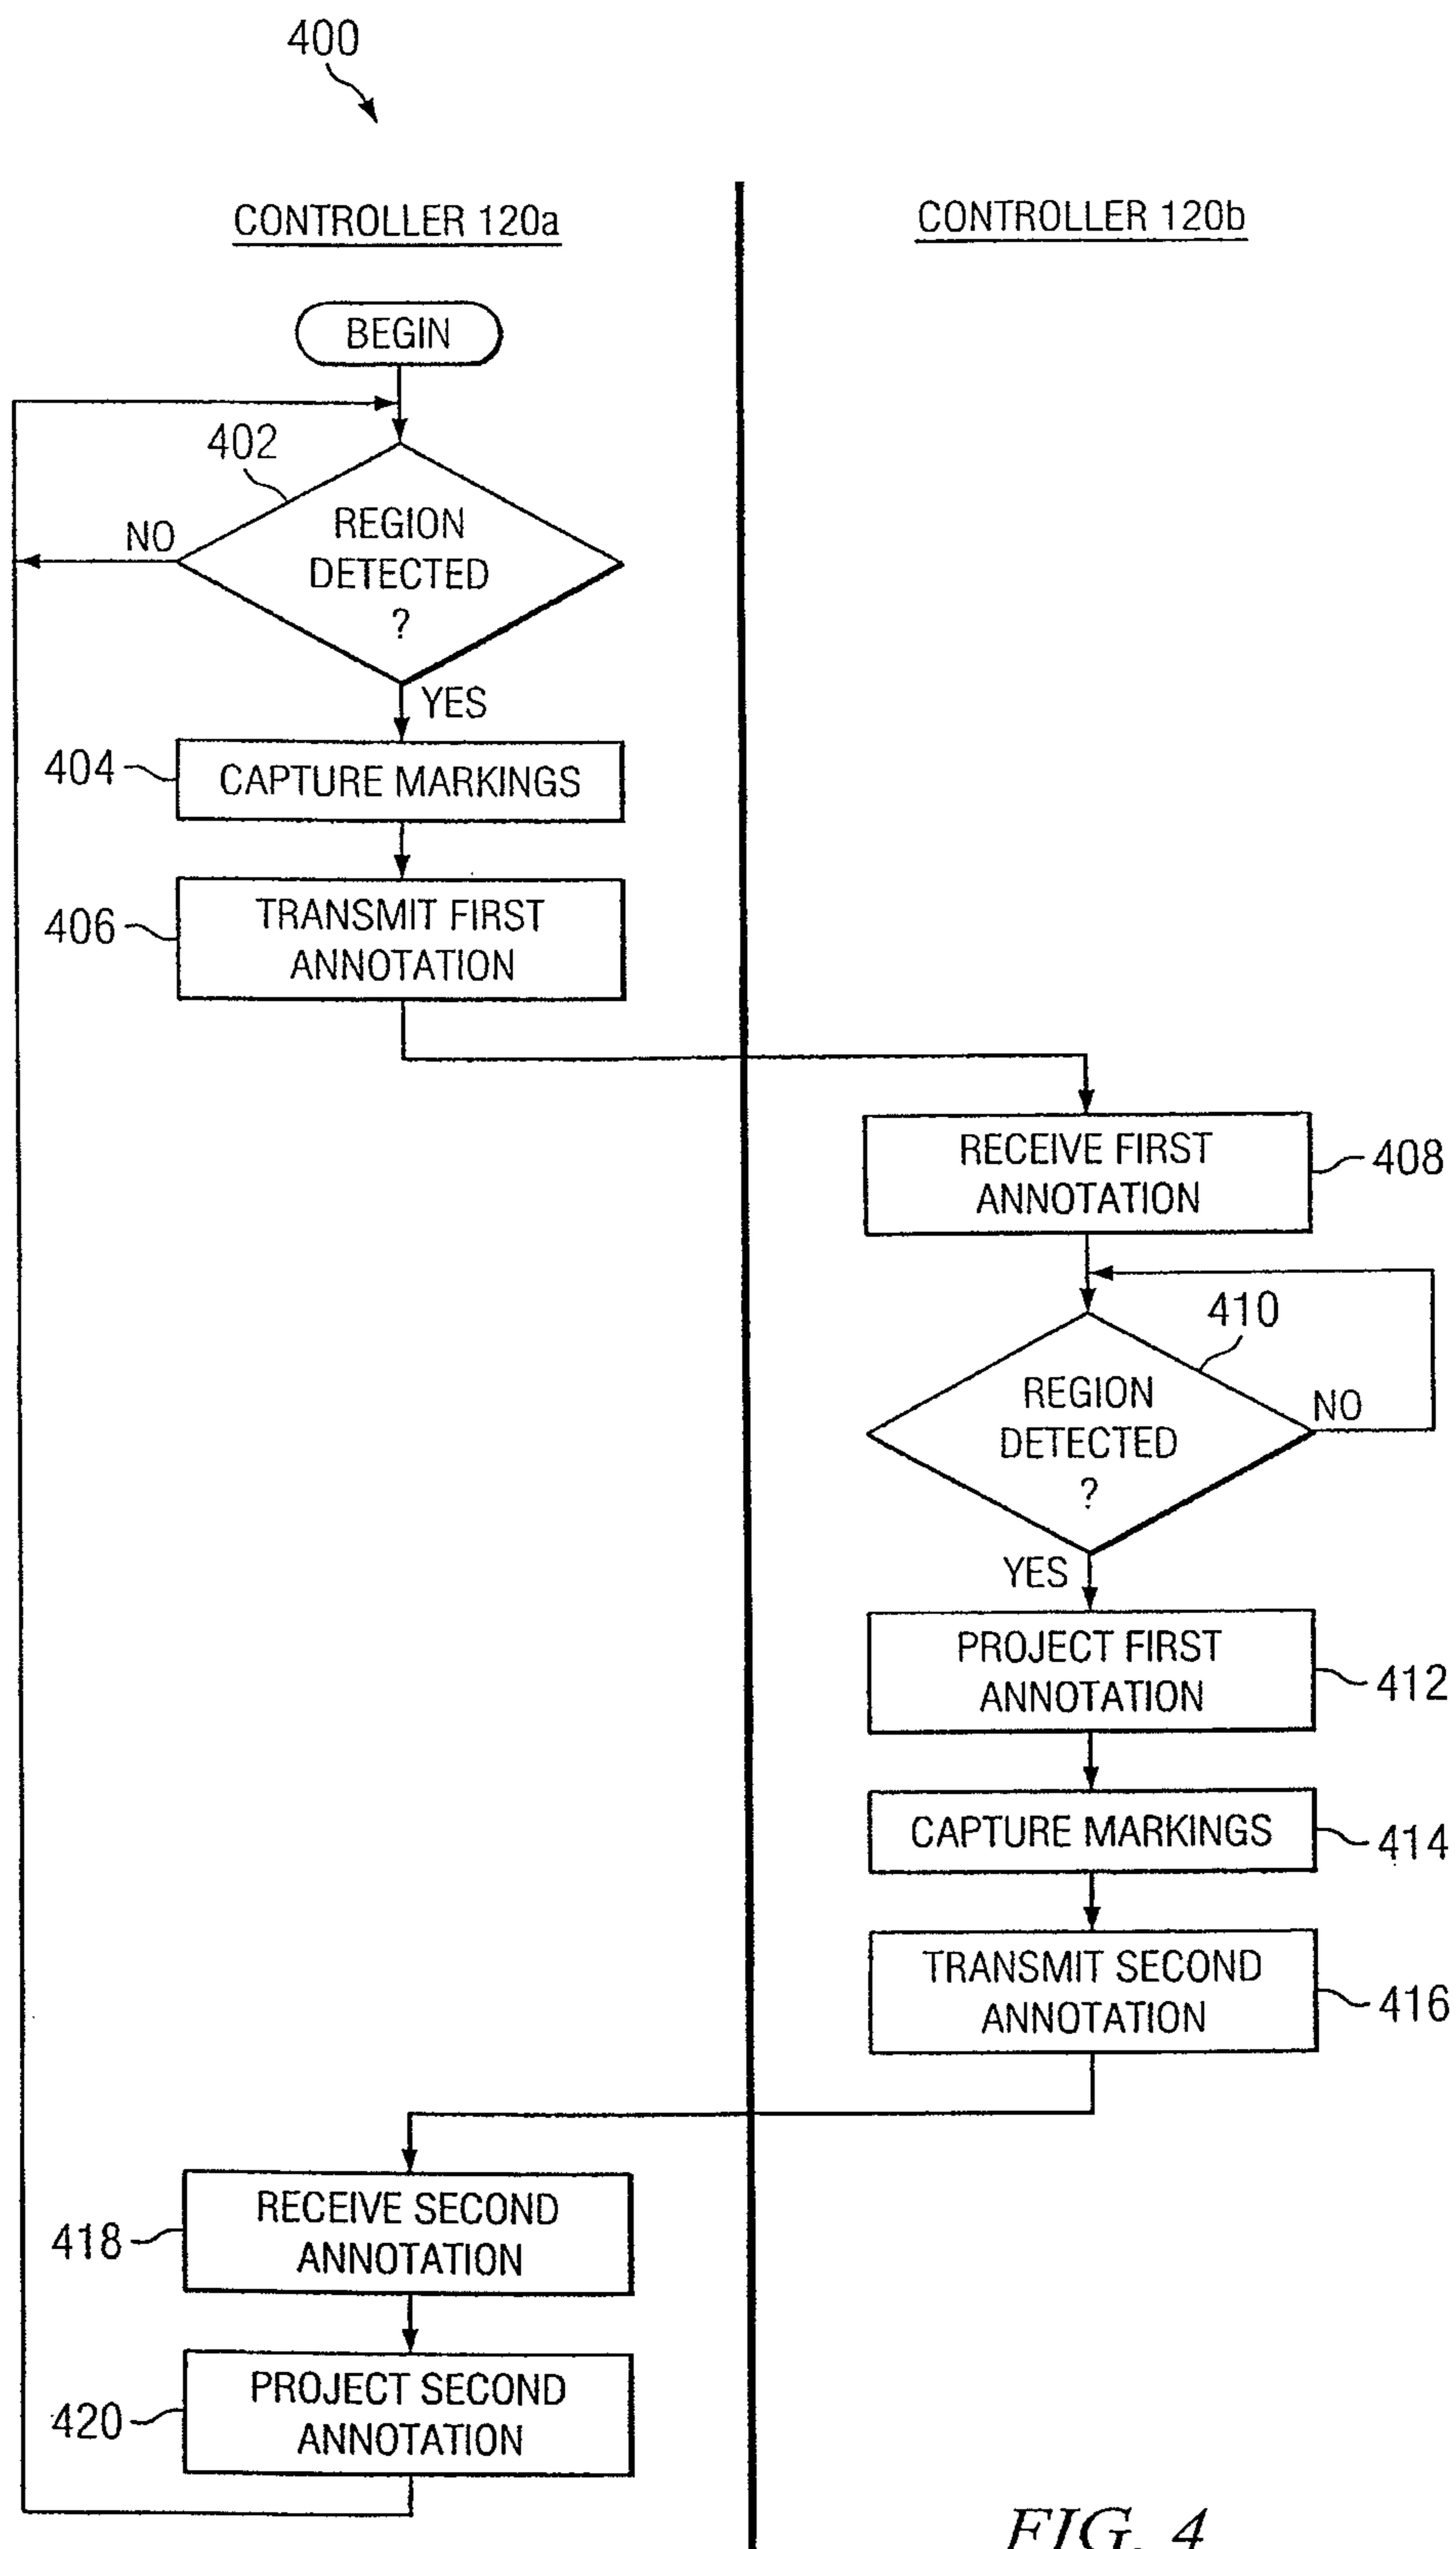 400
CONTROLLER 120a
CONTROLLER 120b
BEGIN
402
REGION
DETECTED
?
NO
YES
404
CAPTURE MARKINGS
406
TRANSMIT FIRST
ANNOTATION
RECEIVE FIRST
ANNOTATION
408
410
REGION
DETECTED
?
NO
YES
PROJECT FIRST
ANNOTATION
412
CAPTURE MARKINGS
414
TRANSMIT SECOND
ANNOTATION
416
RECEIVE SECOND
ANNOTATION
418
PROJECT SECOND
ANNOTATION
420
FIG. 4